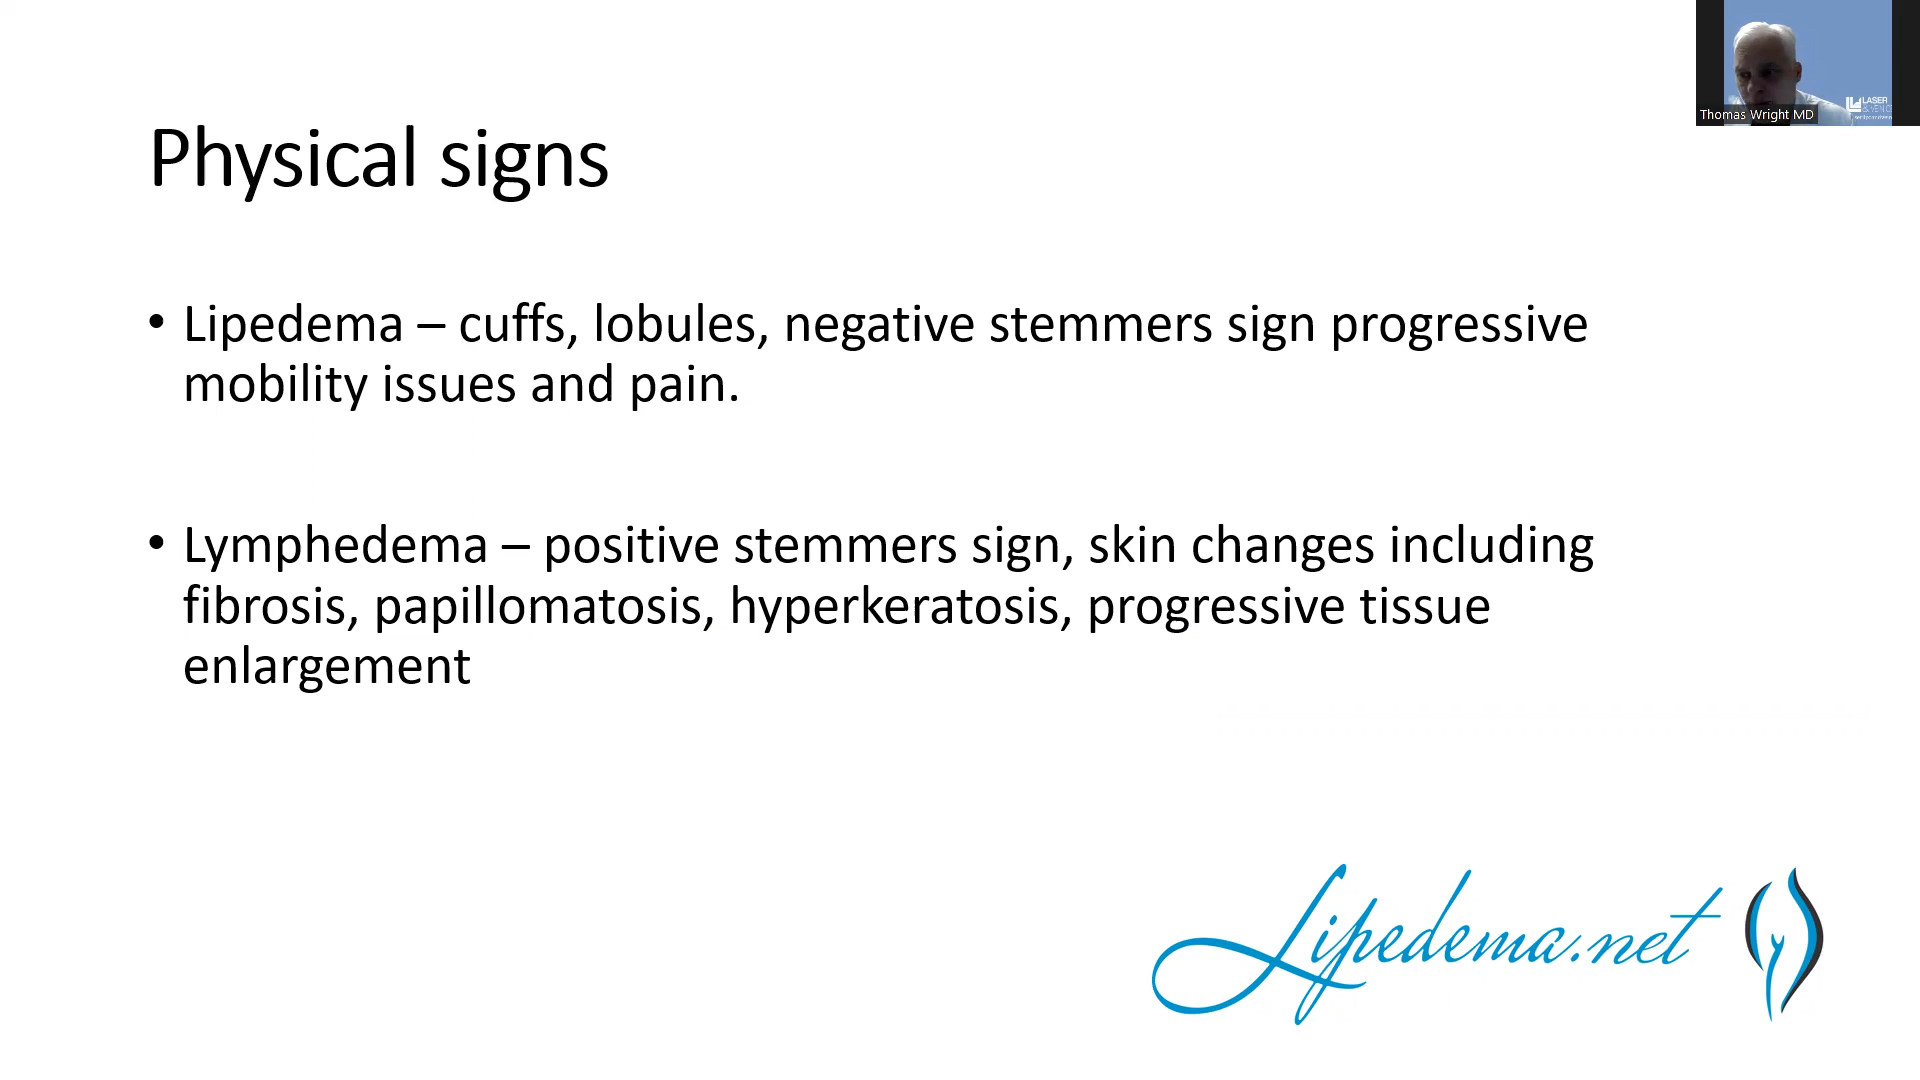 Thomas Wright MD
LASER
Physical signs
• Lipedema – cuffs, lobules, negative stemmers sign progressive
mobility issues and pain.
• Lymphedema – positive stemmers sign, skin changes including
fibrosis, papillomatosis, hyperkeratosis, progressive tissue
enlargement
Lipedema.net